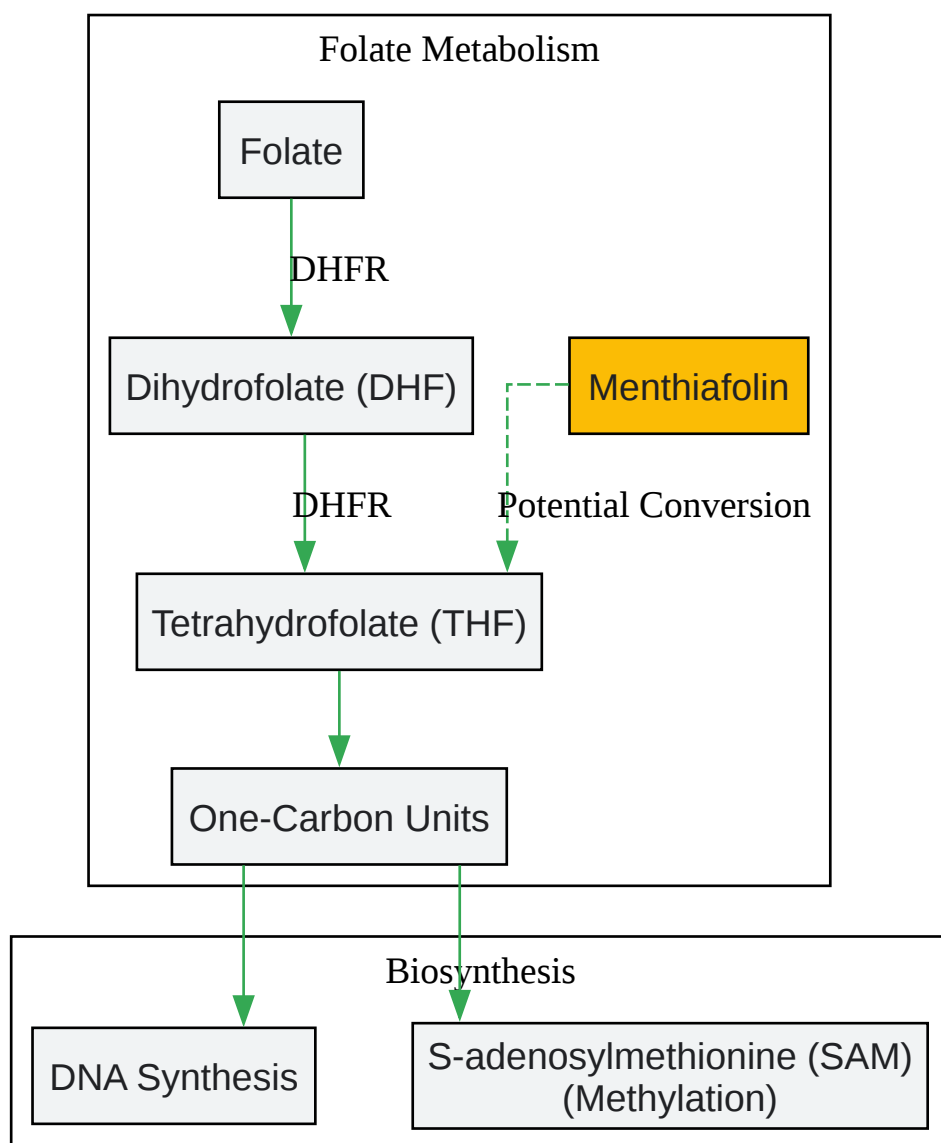 Folate Metabolism
Folate
DHFR
Dihydrofolate (DHF)
Menthiafolin
DHFR
Potential Conversion
Tetrahydrofolate (THF)
One-Carbon Units
Biosynthesis
DNA Synthesis
S-adenosylmethionine (SAM)
(Methylation)